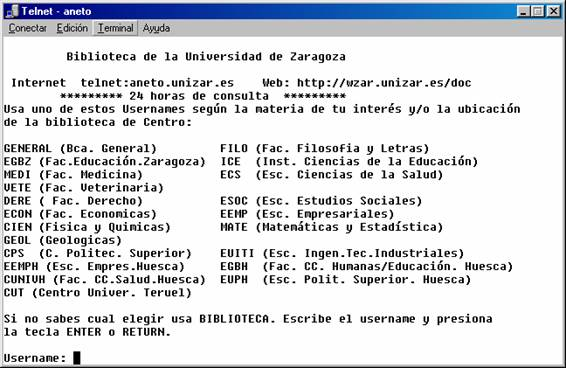 Telnet - aneto
Conectar Edición Terminal Ayuda
Biblioteca de la Universidad de Zaragoza
Internet telnet:aneto.unizar.es Web: http://wzar.unizar.es/doc
********* 24 horas de consulta *********
Usa uno de estos Usernames según la materia de tu interés y/o la ubicación
de la biblioteca de Centro:
GENERAL (Bca. General) FILO (Fac. Filosofia y Letras)
EGBZ (Fac.Educación.Zaragoza) ICE (Inst. Ciencias de la Educación)
MEDI (Fac. Medicina) ECS (Esc. Ciencias de la Salud)
VETE (Fac. Veterinaria)
DERE ( Fac. Derecho) ESOC (Esc. Estudios Sociales)
ECON (Fac. Economicas) EEMP (Esc. Empresariales)
CIEN (Fisica y Quimicas) MATE (Matemáticas y Estadística)
GEOL (Geologicas)
CPS (C. Politec. Superior) EUITI (Esc. Ingen.Tec.Industriales)
EEMPH (Esc. Empres.Huesca) EGBH (Fac. CC. Humanas/Educación. Huesca)
CUNIVH (Fac. CC.Salud.Huesca) EUPH (Esc. Polit. Superior. Huesca)
CUT (Centro Univer. Teruel)
Si no sabes cual elegir usa BIBLIOTECA. Escribe el username y presiona
la tecla ENTER o RETURN.
Username: